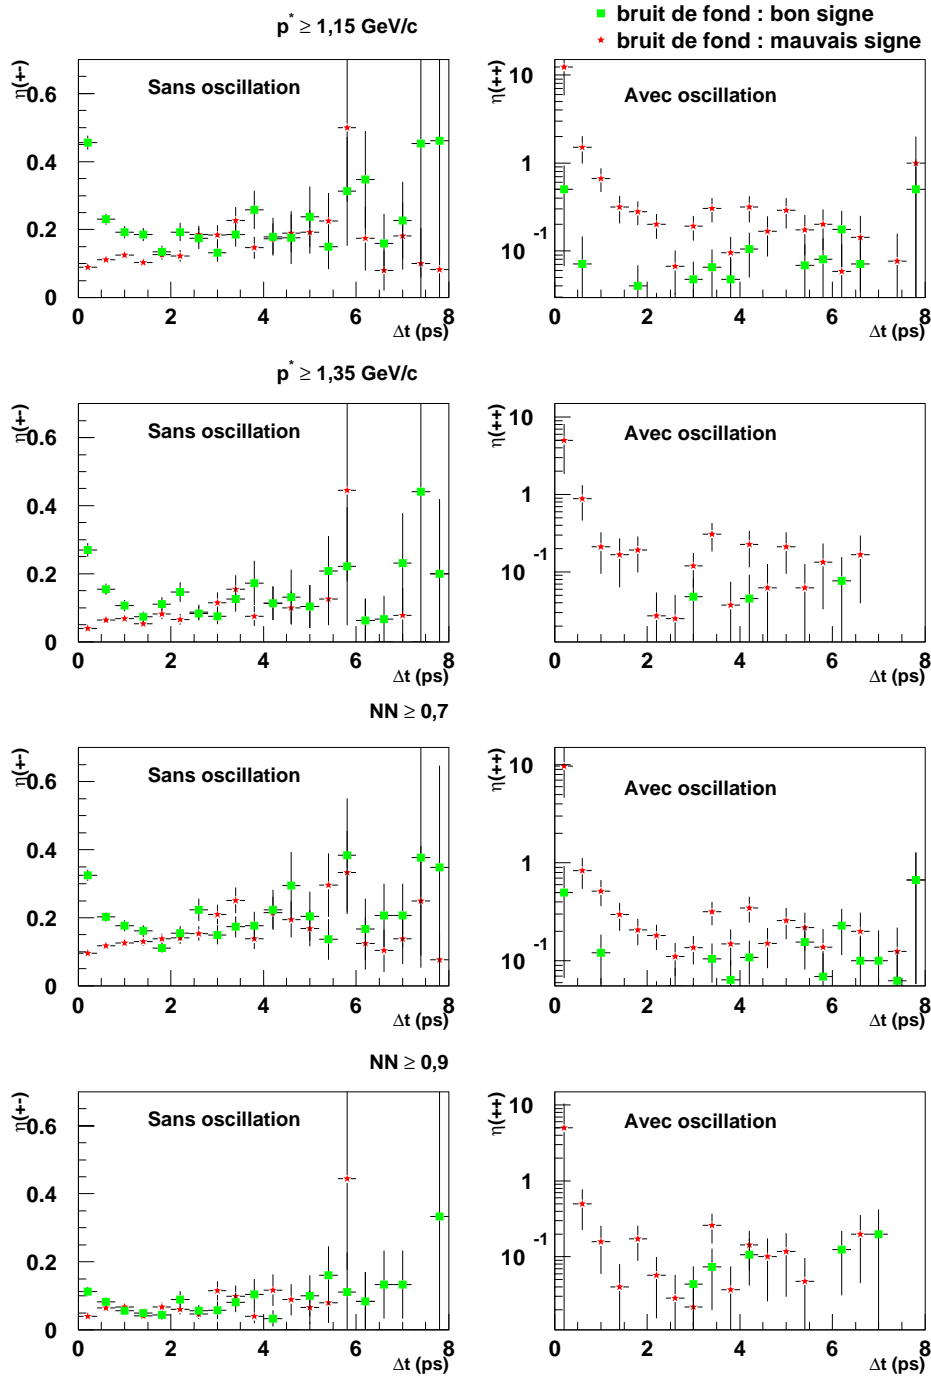 p* ≥ 1,15 GeV/c
bruit de fond : bon signe
bruit de fond : mauvais signe
η(+-)
Sans oscillation
0.6
0.4
0.2
0
0 2 4 6 8
Δt (ps)
η(++)
Avec oscillation
10
1
10 -1
0 2 4 6 8
Δt (ps)
p* ≥ 1,35 GeV/c
η(+-)
Sans oscillation
0.6
0.4
0.2
0
0 2 4 6 8
Δt (ps)
η(++)
Avec oscillation
10
1
10 -1
0 2 4 6 8
Δt (ps)
NN ≥ 0,7
η(+-)
Sans oscillation
0.6
0.4
0.2
0
0 2 4 6 8
Δt (ps)
η(++)
Avec oscillation
10
1
10 -1
0 2 4 6 8
Δt (ps)
NN ≥ 0,9
η(+-)
Sans oscillation
0.6
0.4
0.2
0
0 2 4 6 8
Δt (ps)
η(++)
Avec oscillation
10
1
10 -1
0 2 4 6 8
Δt (ps)